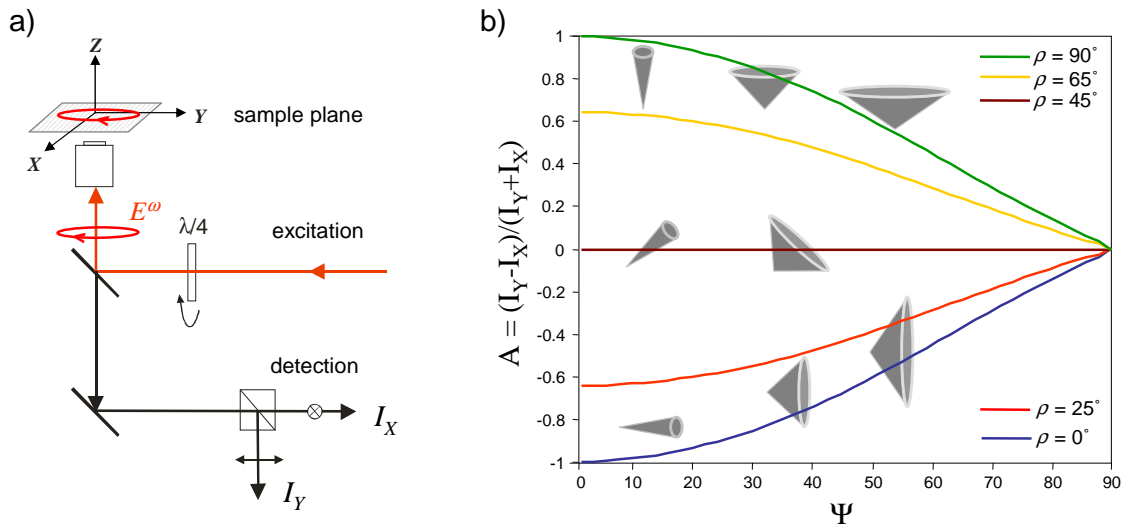 a)
Z
Y
sample plane
X
E^ω
λ/4
excitation
detection
I_X
I_Y
b)
A = (I_Y-I_X)/(I_Y+I_X)
1
0.8
0.6
0.4
0.2
0
-0.2
-0.4
-0.6
-0.8
-1
ρ = 90°
ρ = 65°
ρ = 45°
ρ = 25°
ρ = 0°
0 10 20 30 40 50 60 70 80 90
Ψ